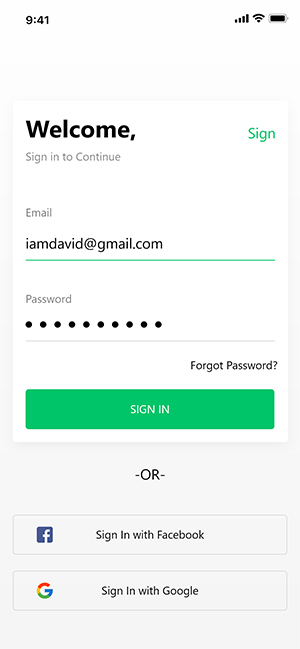 9:41
Welcome,
Sign
Sign in to Continue
Email
iamdavid@gmail.com
Password
Forgot Password?
SIGN IN
-OR-
Sign In with Facebook
Sign In with Google